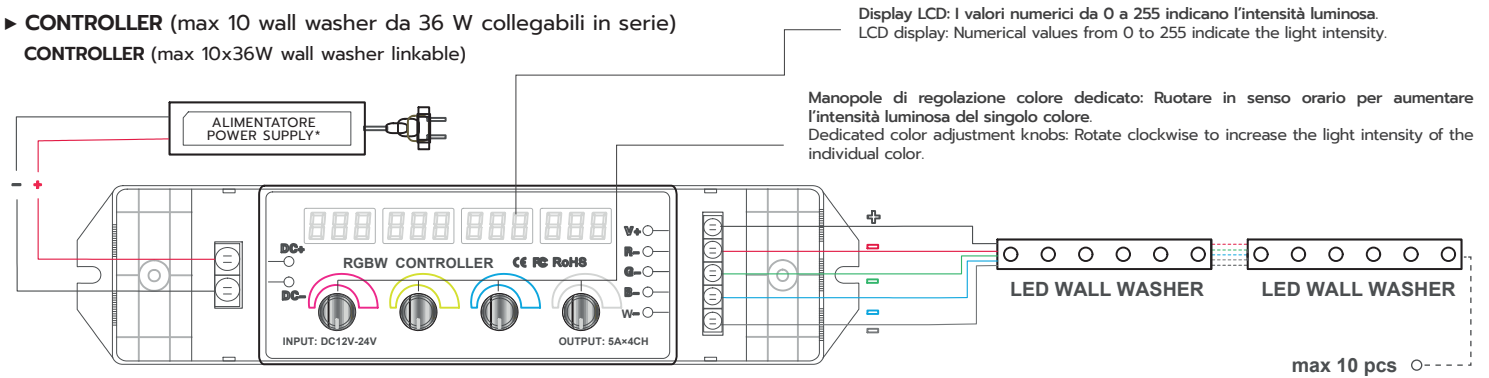 ► CONTROLLER (max 10 wall washer da 36 W collegabili in serie)
CONTROLLER (max 10x36W wall washer linkable)
Display LCD: I valori numerici da 0 a 255 indicano l'intensità luminosa.
LCD display: Numerical values from 0 to 255 indicate the light intensity.
Manopole di regolazione colore dedicato: Ruotare in senso orario per aumentare
l'intensità luminosa del singolo colore.
Dedicated color adjustment knobs: Rotate clockwise to increase the light intensity of the
individual color.
ALIMENTATORE
POWER SUPPLY*
- +
888 888 888 888
DC+
DC-
RGBW CONTROLLER CE FC RoHS
V+
R-
G-
B-
W-
INPUT: DC12V-24V
OUTPUT: 5A×4CH
+
-
-
-
-
LED WALL WASHER
LED WALL WASHER
max 10 pcs